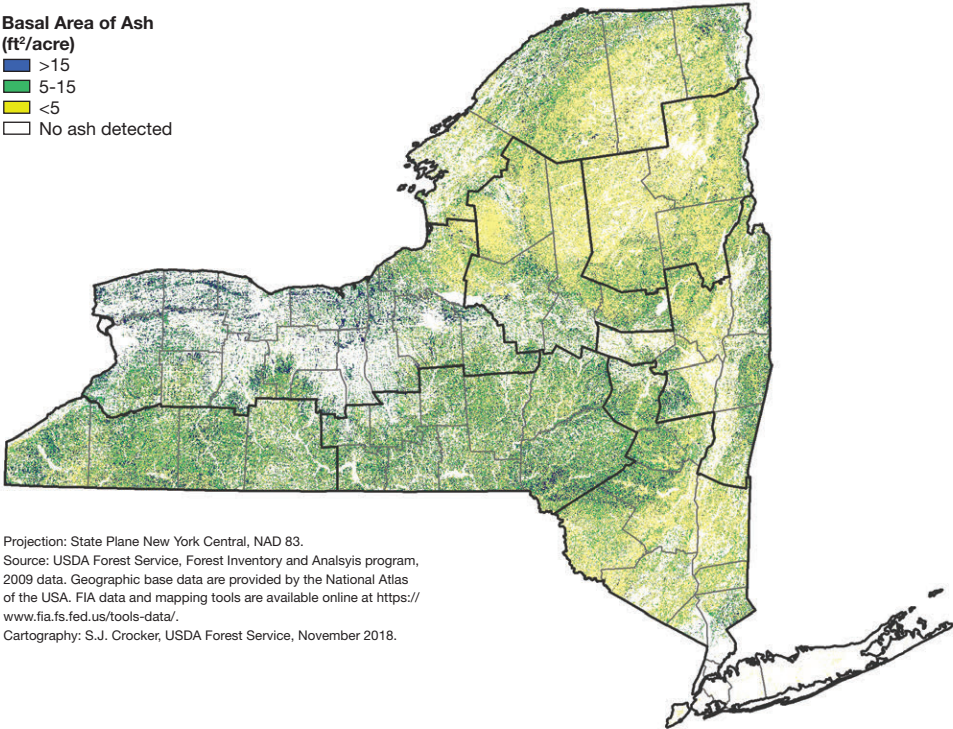 Basal Area of Ash
(ft²/acre)
>15
5-15
<5
No ash detected
Projection: State Plane New York Central, NAD 83.
Source: USDA Forest Service, Forest Inventory and Analsyis program,
2009 data. Geographic base data are provided by the National Atlas
of the USA. FIA data and mapping tools are available online at https://
www.fia.fs.fed.us/tools-data/.
Cartography: S.J. Crocker, USDA Forest Service, November 2018.